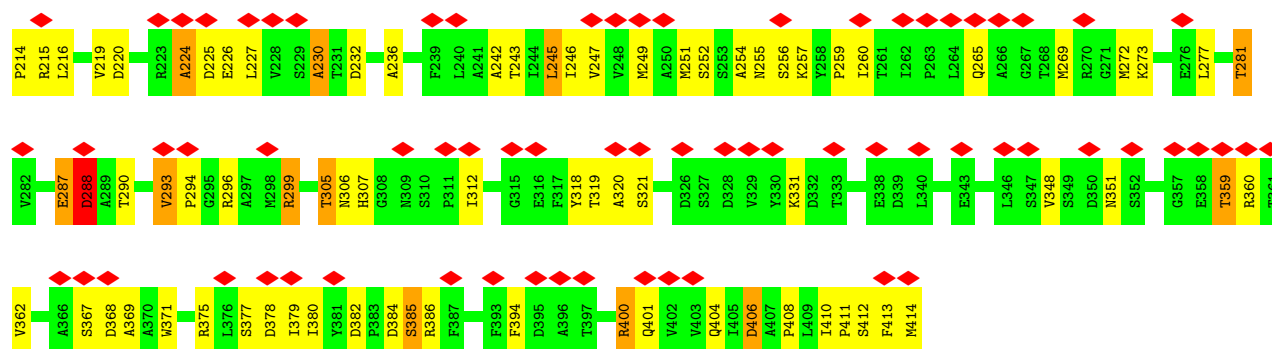 P214 R215 L216 V219 D220 R223 A224 D225 E226 L227 V228 S229 A230 T231 D232 A236 F239 L240 A241 A242 T243 I244 L245 I246 V247 V248 M249 A250 M251 S252 S253 A254 N255 S256 K257 Y258 P259 I260 T261 I262 P263 L264 Q265 A266 G267 T268 M269 R270 G271 M272 K273 E276 L277 T281
V282 E287 D288 A289 T290 V293 P294 G295 R296 A297 M298 R299 T305 N306 H307 G308 N309 S310 P311 I312 G315 E316 F317 Y318 T319 A320 S321 D326 S327 D328 V329 Y330 K331 D332 T333 E338 D339 L340 E343 L346 S347 V348 S349 D350 N351 S352 G357 E358 T359 R360
V362 A366 S367 D368 A369 A370 W371 R375 L376 S377 D378 I379 I380 Y381 D382 P383 D384 S385 R386 F387 F393 F394 D395 A396 T397 R400 Q401 V402 V403 Q404 I405 D406 A407 P408 L409 I410 P411 S412 F413 M414